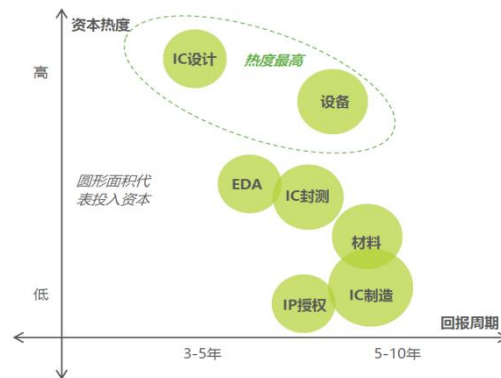 资本热度
IC设计
热度最高
高
设备
圆形面积代
表投入资本
EDA
IC封测
材料
低
IP授权
IC制造
回报周期
3-5年
5-10年